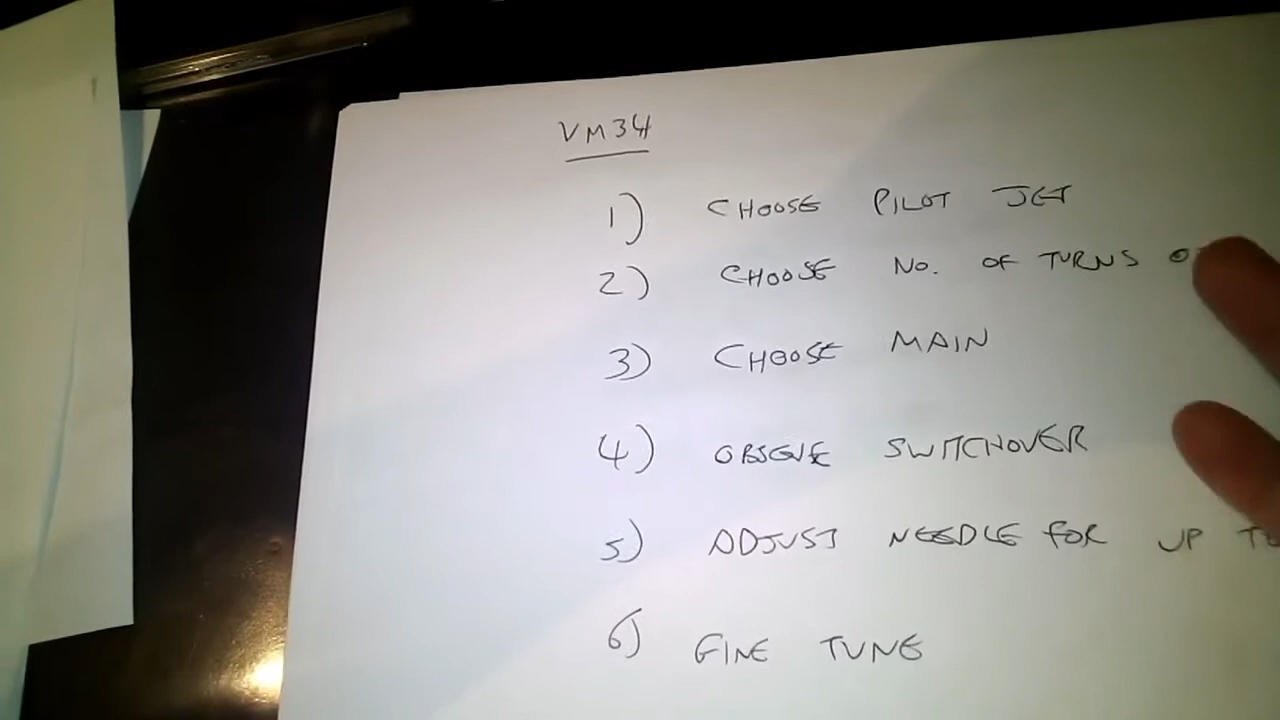 VM34
1) CHOOSE PILOT JET
2) CHOOSE No. OF TURNS
3) CHOOSE MAIN
4) OBSEVE SWITCHOVER
5) ADJUST NEEDLE FOR UP
6) FINE TUNE